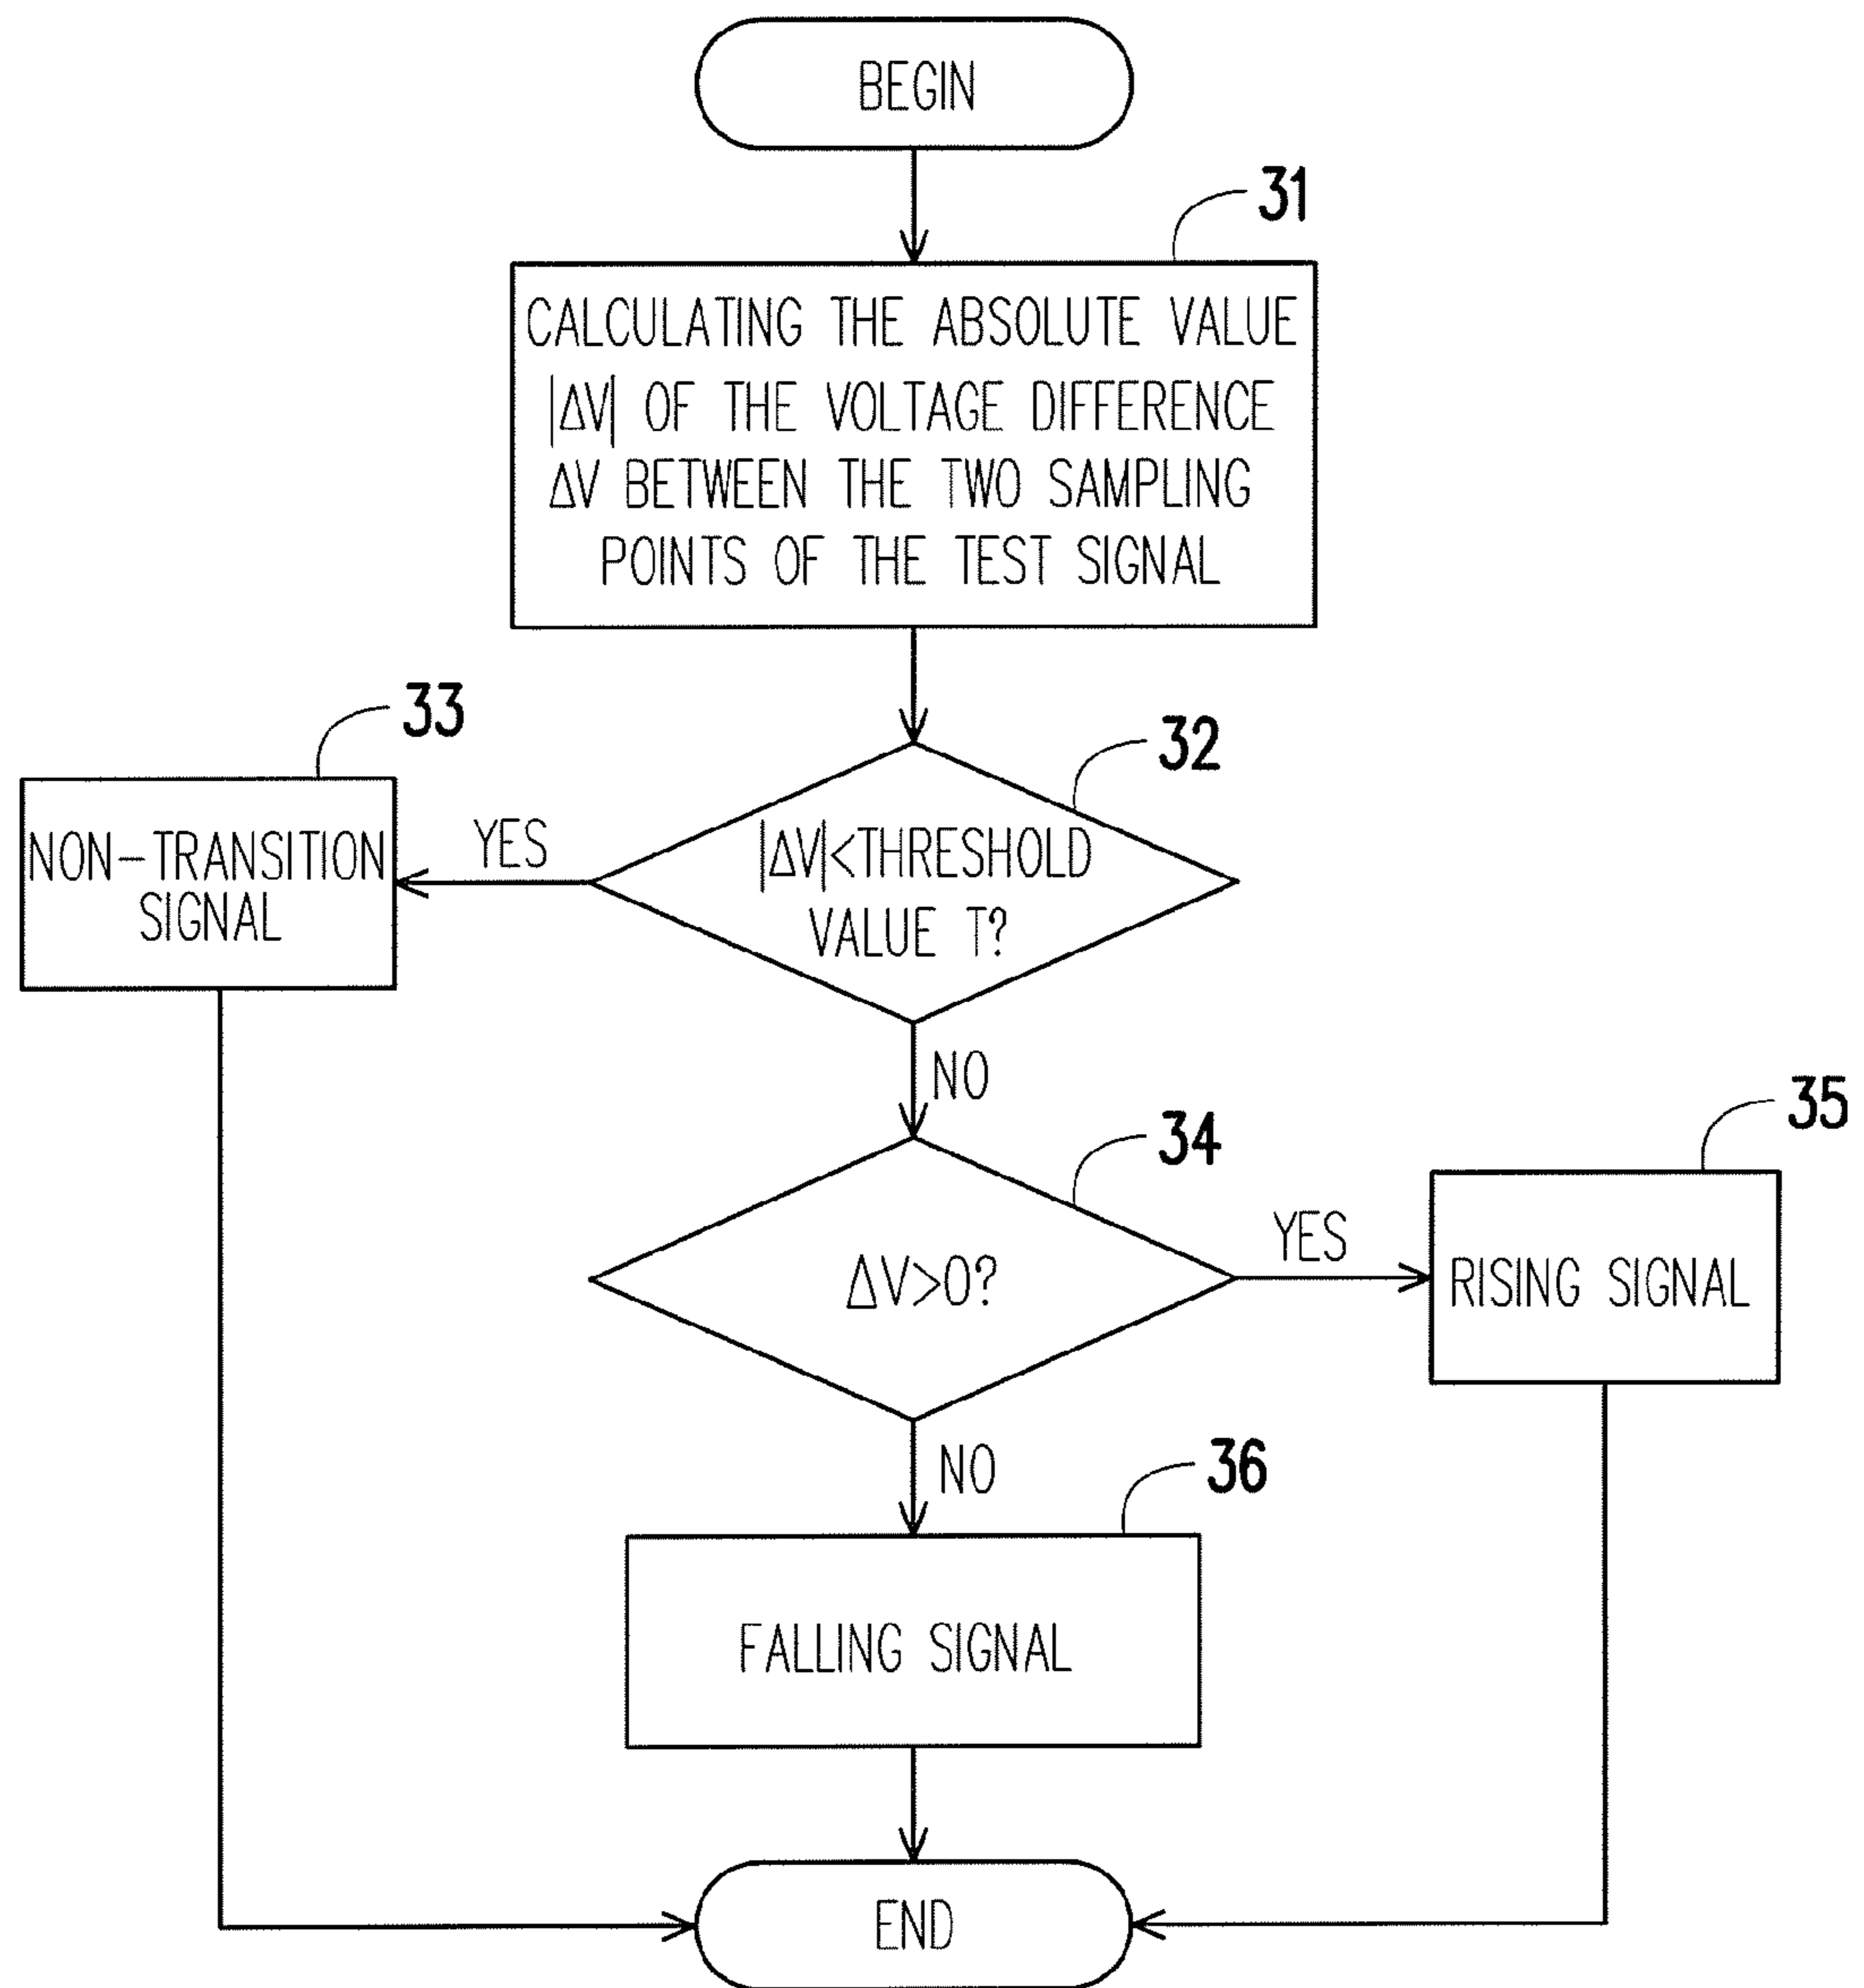 BEGIN
31
CALCULATING THE ABSOLUTE VALUE
|ΔV| OF THE VOLTAGE DIFFERENCE
ΔV BETWEEN THE TWO SAMPLING
POINTS OF THE TEST SIGNAL
33
32
NON-TRANSITION
SIGNAL
YES
|ΔV|<THRESHOLD
VALUE T?
NO
34
35
ΔV>0?
YES
RISING SIGNAL
NO
36
FALLING SIGNAL
END